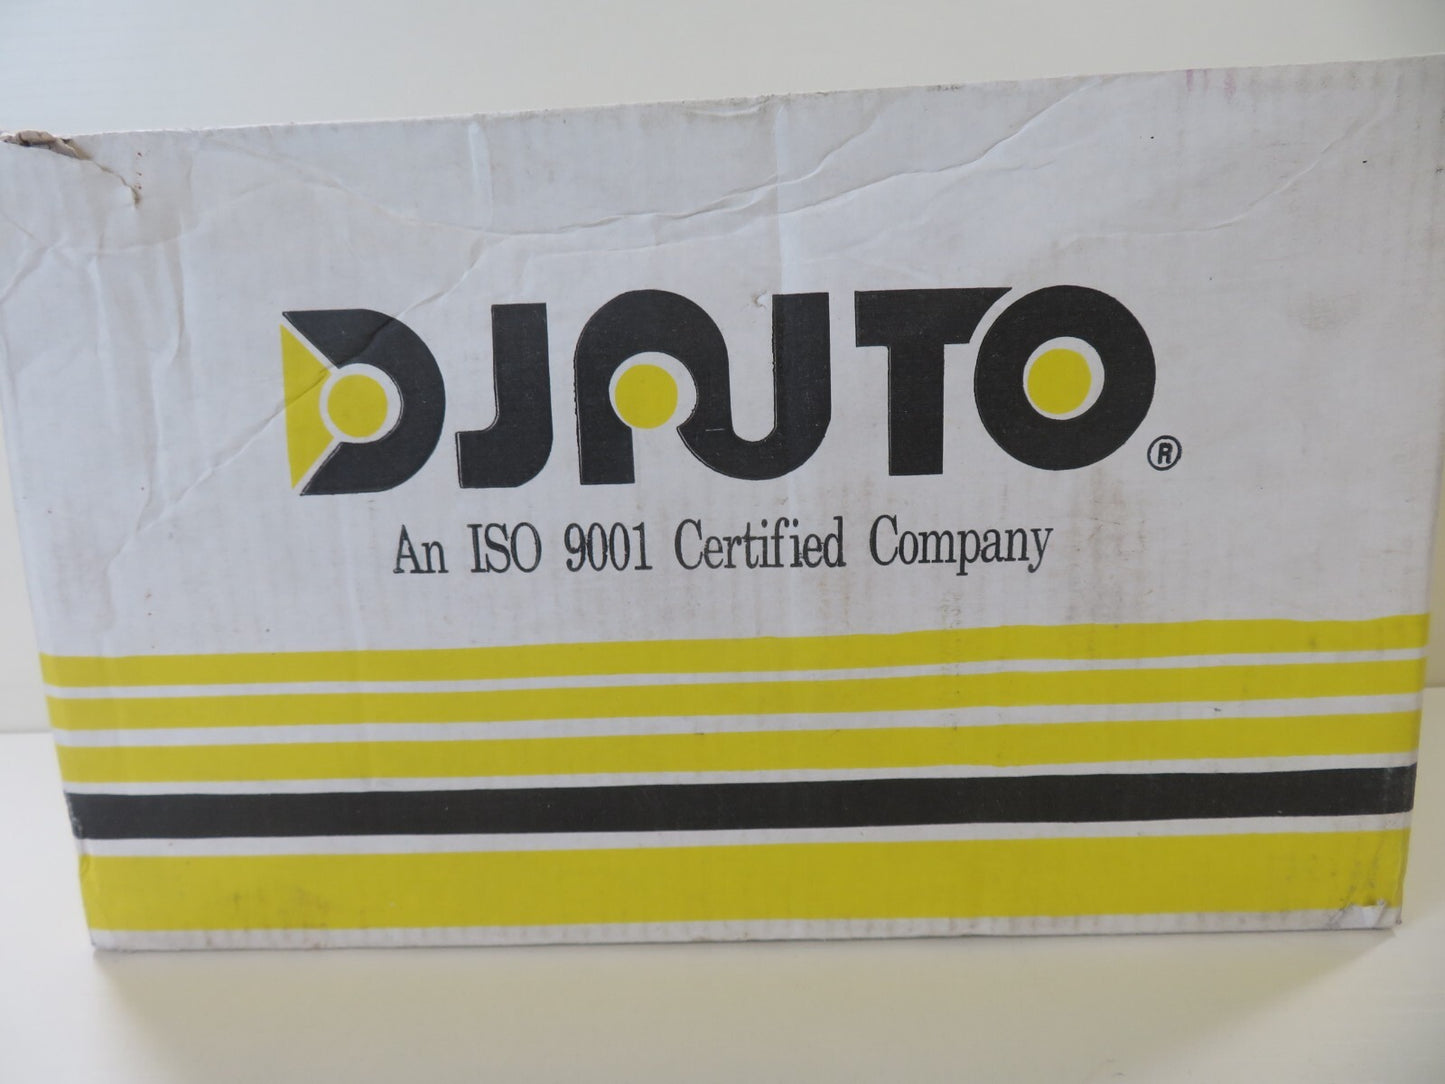 DJAUTO ®
An ISO 9001 Certified Company